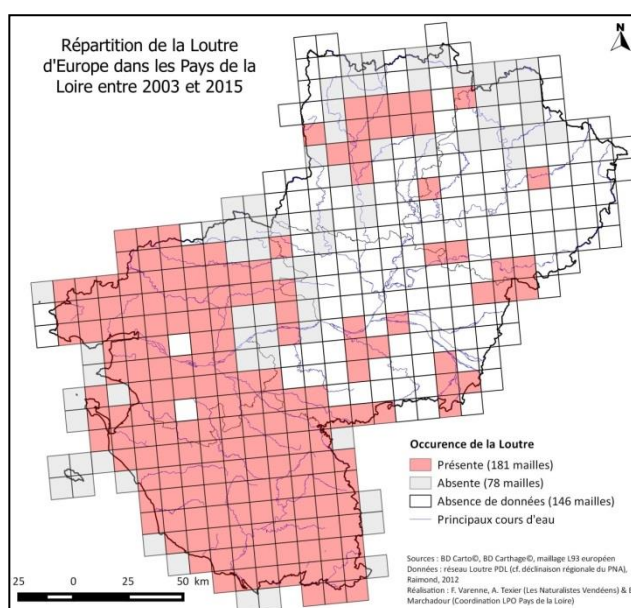 Répartition de la Loutre
d'Europe dans les Pays de la
Loire entre 2003 et 2015
N
Occurence de la Loutre
Présente (181 mailles)
Absente (78 mailles)
Absence de données (146 mailles)
Principaux cours d'eau
Sources : BD Carto©, BD Carthage©, maillage L93 européen
Données : réseau Loutre PDL (cf. déclinaison régionale du PNA),
Raimond, 2012
Réalisation : F. Varenne, A. Texier (Les Naturalistes Vendéens) &
Marchadour (Coordination LPO Pays de la Loire)
25 0 25 50 km